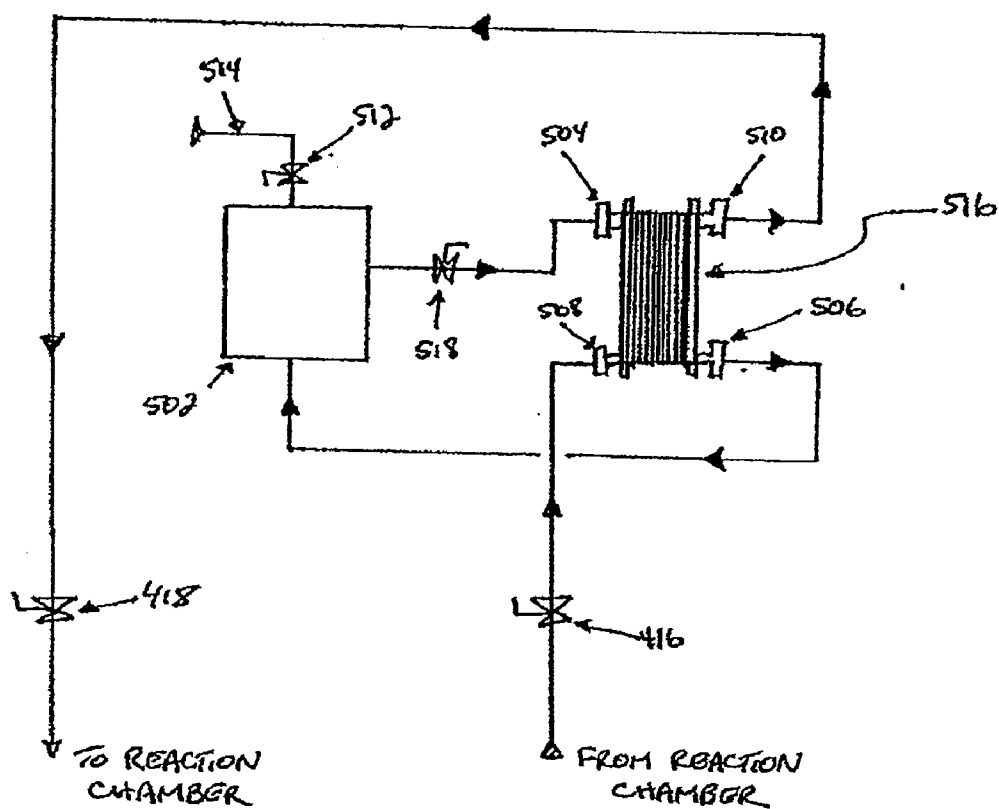 514
512
504
510
516
508
506
518
502
418
416
TO REACTION
CHAMBER
FROM REACTION
CHAMBER